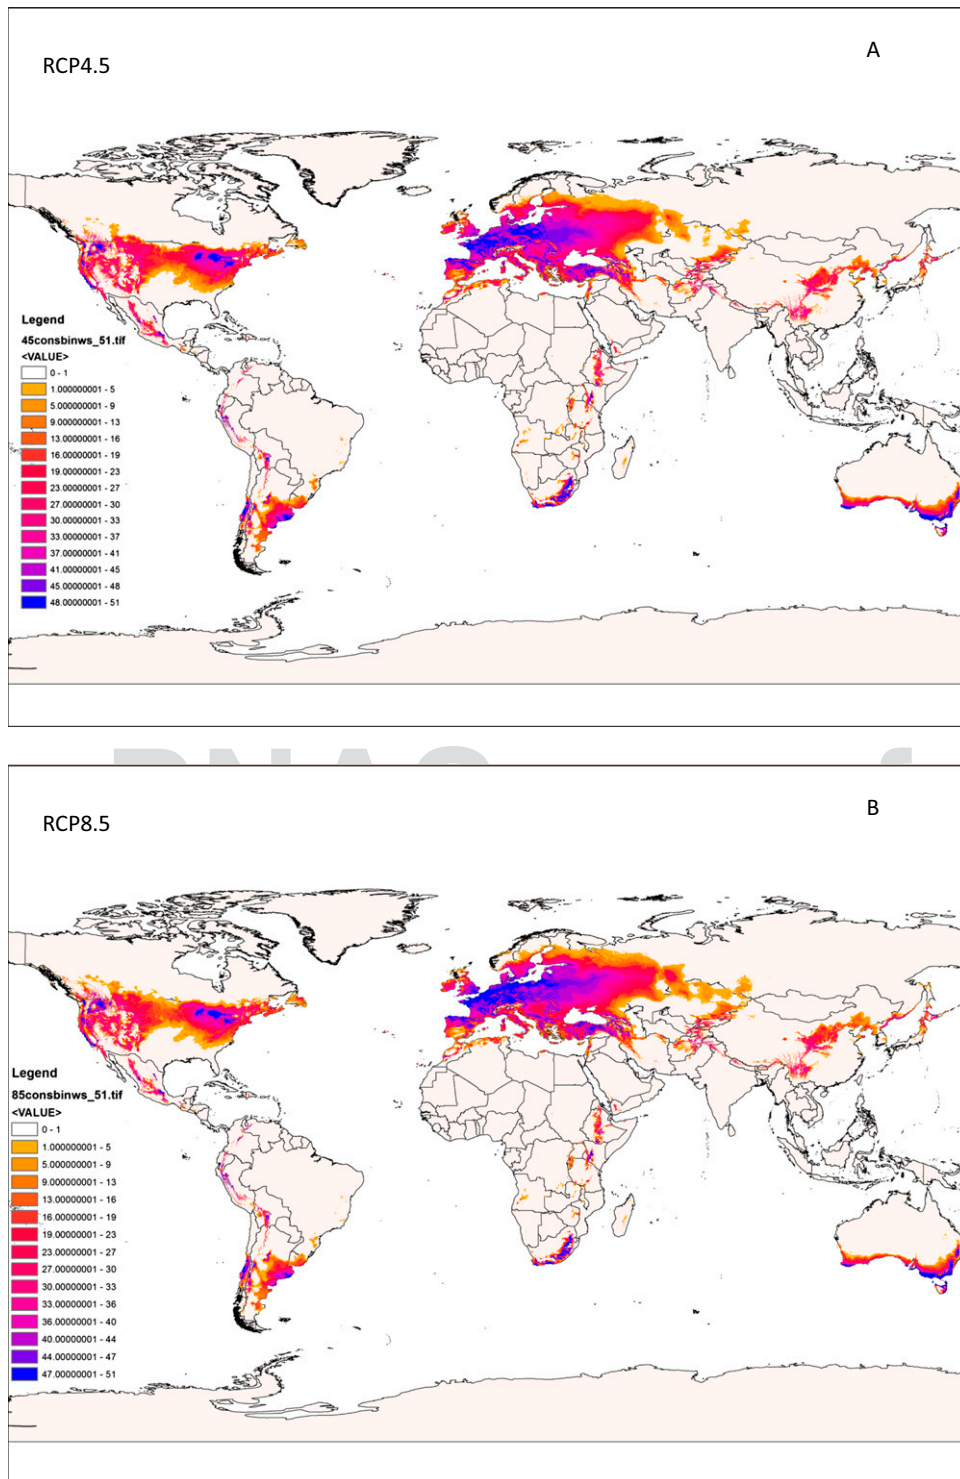 RCP4.5
A
Legend
45consbinws_51.tif
<VALUE>
0 - 1
1.000000001 - 5
5.00000001 - 9
9.00000001 - 13
13.00000001 - 16
16.00000001 - 19
19.00000001 - 23
23.00000001 - 27
27.00000001 - 30
30.00000001 - 33
33.00000001 - 37
37.00000001 - 41
41.00000001 - 45
45.00000001 - 48
48.00000001 - 51
RCP8.5
B
Legend
85consbinws_51.tif
<VALUE>
0 - 1
1.000000001 - 5
5.00000001 - 9
9.00000001 - 13
13.00000001 - 16
16.00000001 - 19
19.00000001 - 23
23.00000001 - 27
27.00000001 - 30
30.00000001 - 33
33.00000001 - 36
36.00000001 - 40
40.00000001 - 44
44.00000001 - 47
47.00000001 - 51